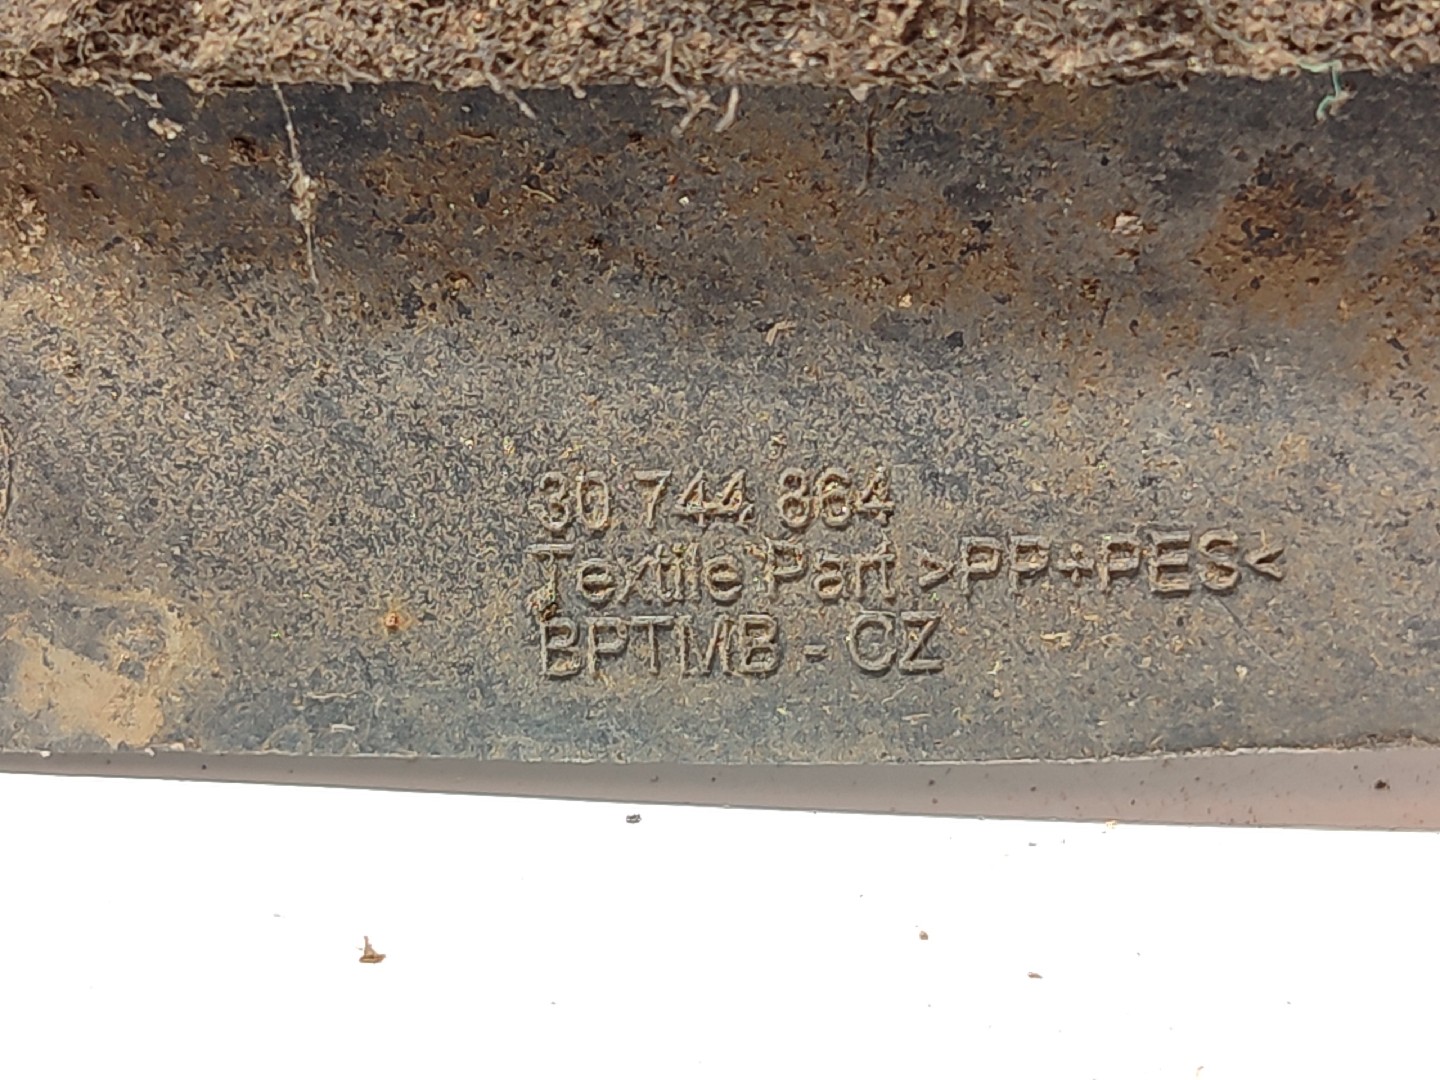 30 744 864
Textile Part >PP+PES<
BPTMB - CZ